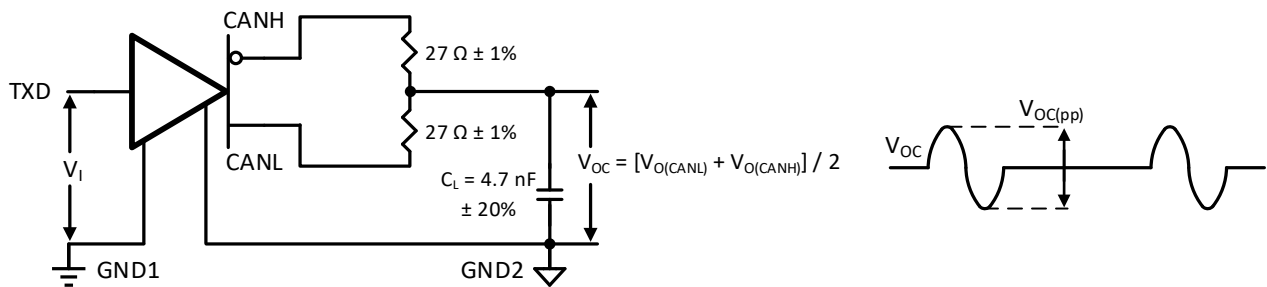 CANH
27 Ω ± 1%
TXD
27 Ω ± 1%
CANL
V_I
V_OC = [V_O(CANL) + V_O(CANH)] / 2
C_L = 4.7 nF
± 20%
GND1
GND2
V_OC(pp)
V_OC